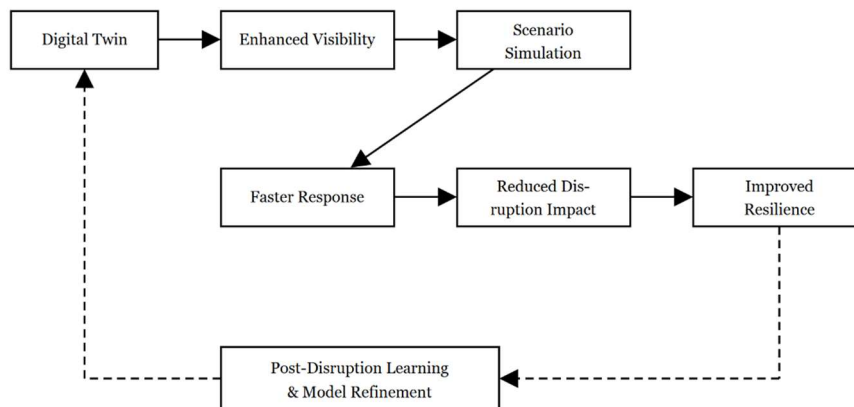 Digital Twin
Enhanced Visibility
Scenario
Simulation
Faster Response
Reduced Dis-
ruption Impact
Improved
Resilience
Post-Disruption Learning
& Model Refinement